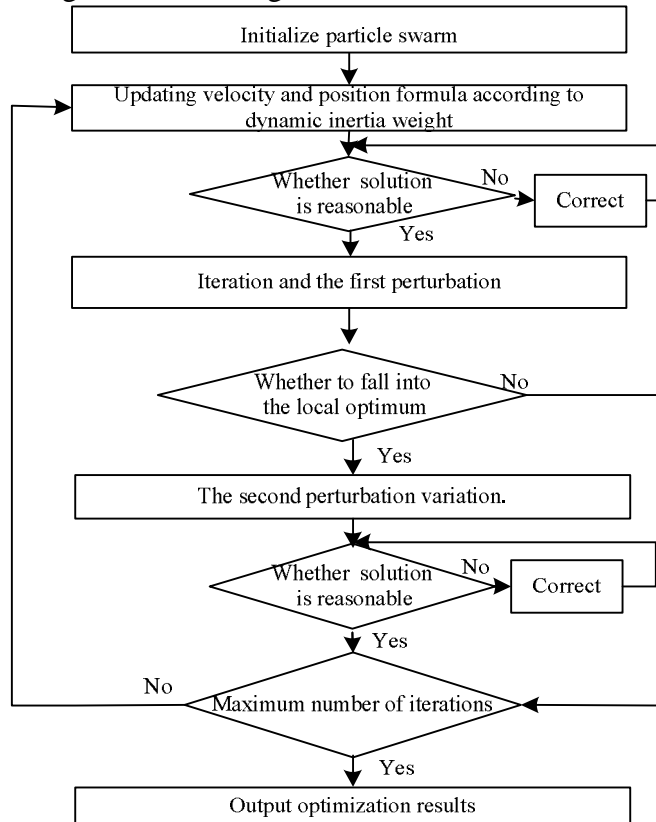 Initialize particle swarm
Updating velocity and position formula according to
dynamic inertia weight
Whether solution
is reasonable
No
Correct
Yes
Iteration and the first perturbation
Whether to fall into
the local optimum
No
Yes
The second perturbation variation.
Whether solution
is reasonable
No
Correct
Yes
No
Maximum number of iterations
Yes
Output optimization results